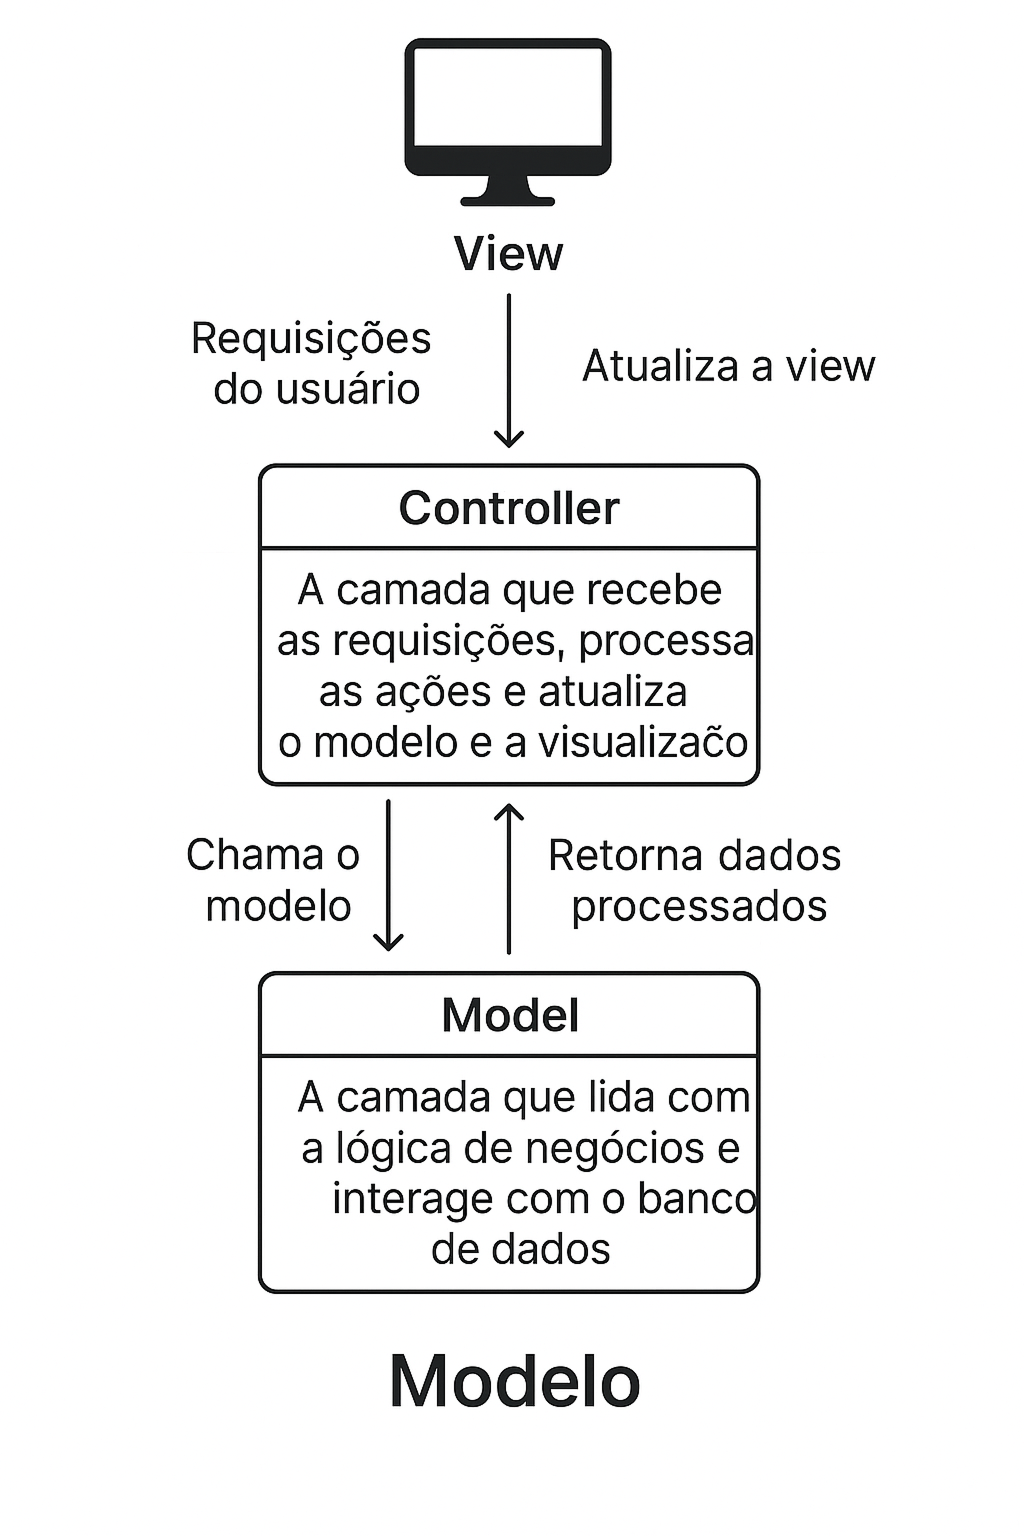 View
Requisições
do usuário
Atualiza a view
Controller
A camada que recebe
as requisições, processa
as ações e atualiza
o modelo e a visualizac̃o
Chama o
modelo
Retorna dados
processados
Model
A camada que lida com
a lógica de negócios e
interage com o banco
de dados
Modelo